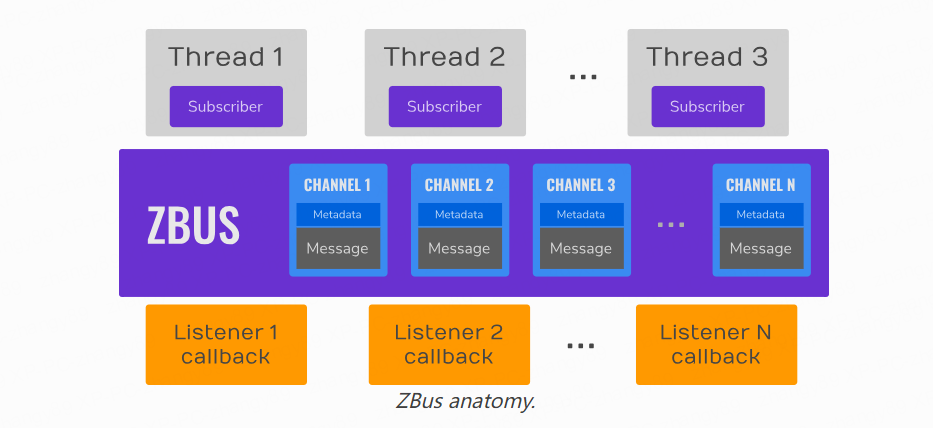 Thread 1
Thread 2
...
Thread 3
Subscriber
Subscriber
Subscriber
ZBUS
CHANNEL 1
CHANNEL 2
CHANNEL 3
...
CHANNEL N
Metadata
Metadata
Metadata
Metadata
Message
Message
Message
Message
Listener 1
callback
Listener 2
callback
...
Listener N
callback
ZBus anatomy.